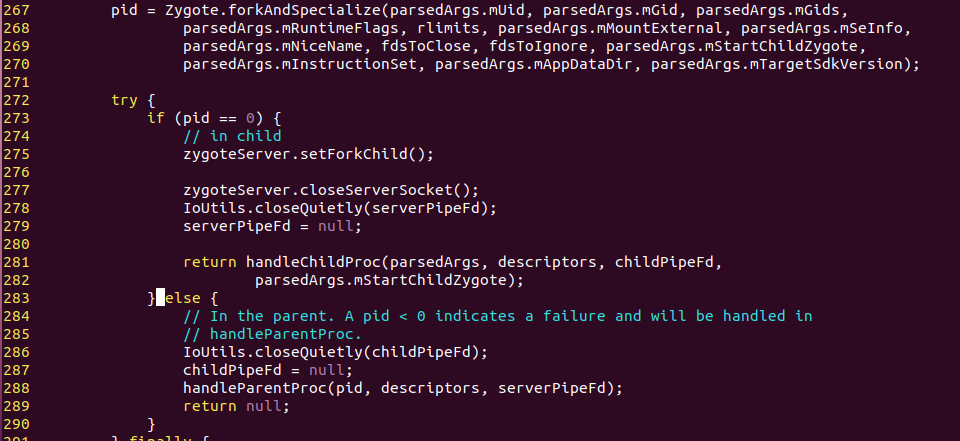 267         pid = Zygote.forkAndSpecialize(parsedArgs.mUid, parsedArgs.mGid, parsedArgs.mGids,
268                 parsedArgs.mRuntimeFlags, rlimits, parsedArgs.mMountExternal, parsedArgs.mSeInfo,
269                 parsedArgs.mNiceName, fdsToClose, fdsToIgnore, parsedArgs.mStartChildZygote,
270                 parsedArgs.mInstructionSet, parsedArgs.mAppDataDir, parsedArgs.mTargetSdkVersion);
271
272         try {
273             if (pid == 0) {
274                 // in child
275                 zygoteServer.setForkChild();
276
277                 zygoteServer.closeServerSocket();
278                 IoUtils.closeQuietly(serverPipeFd);
279                 serverPipeFd = null;
280
281                 return handleChildProc(parsedArgs, descriptors, childPipeFd,
282                         parsedArgs.mStartChildZygote);
283             } else {
284                 // In the parent. A pid < 0 indicates a failure and will be handled in
285                 // handleParentProc.
286                 IoUtils.closeQuietly(childPipeFd);
287                 childPipeFd = null;
288                 handleParentProc(pid, descriptors, serverPipeFd);
289                 return null;
290             }
291         } finally {